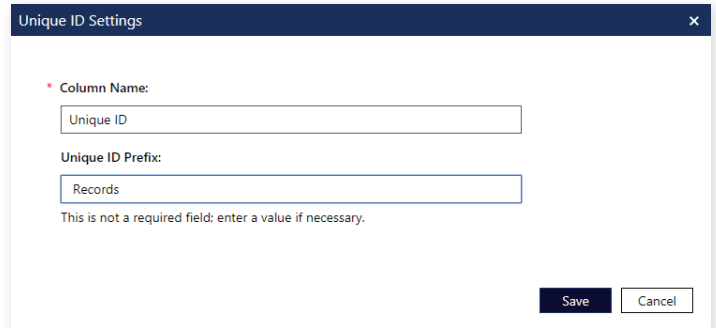 Unique ID Settings ×
* Column Name:
Unique ID
Unique ID Prefix:
Records
This is not a required field; enter a value if necessary.
Save Cancel